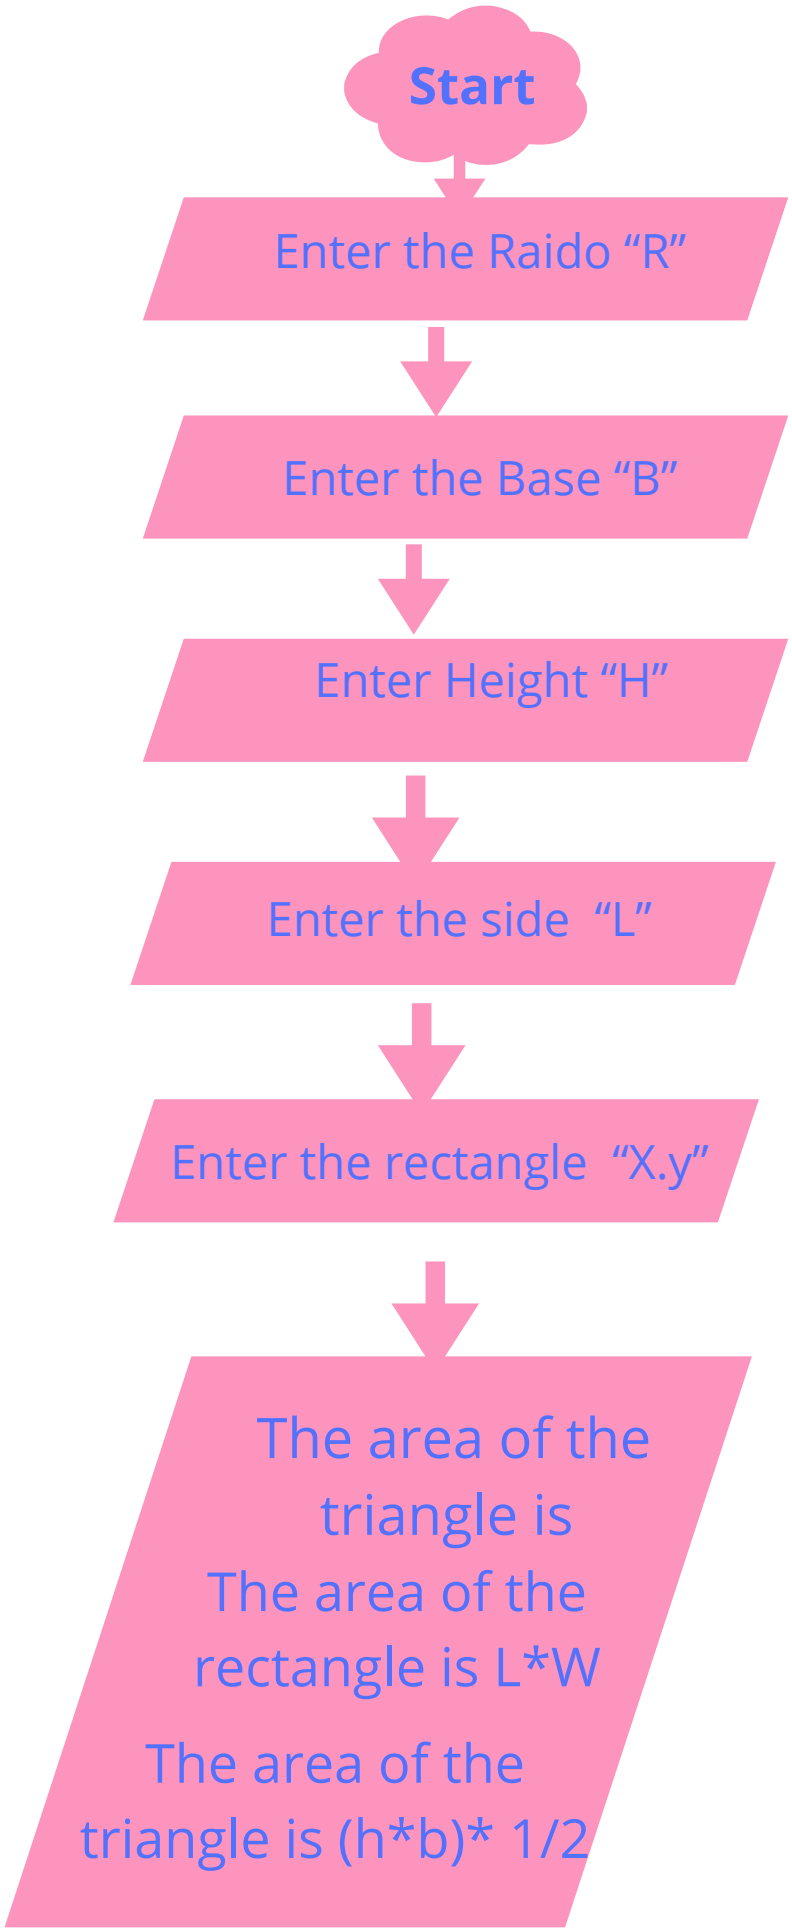 Start
Enter the Raido “R”
Enter the Base “B”
Enter Height “H”
Enter the side “L”
Enter the rectangle “X.y”
The area of the
triangle is
The area of the
rectangle is L*W
The area of the
triangle is (h*b)* 1/2